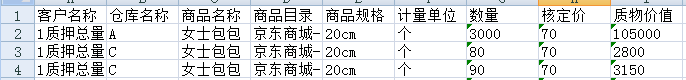 客户名称 仓库名称 商品名称 商品目录 商品规格 计量单位 数量 核定价 质物价值
1 1质押总量 A 女士包包 京东商城- 20cm 个 3000 70 105000
3 1质押总量 C 女士包包 京东商城- 20cm 个 80 70 2800
4 1质押总量 C 女士包包 京东商城- 20cm 个 90 70 3150